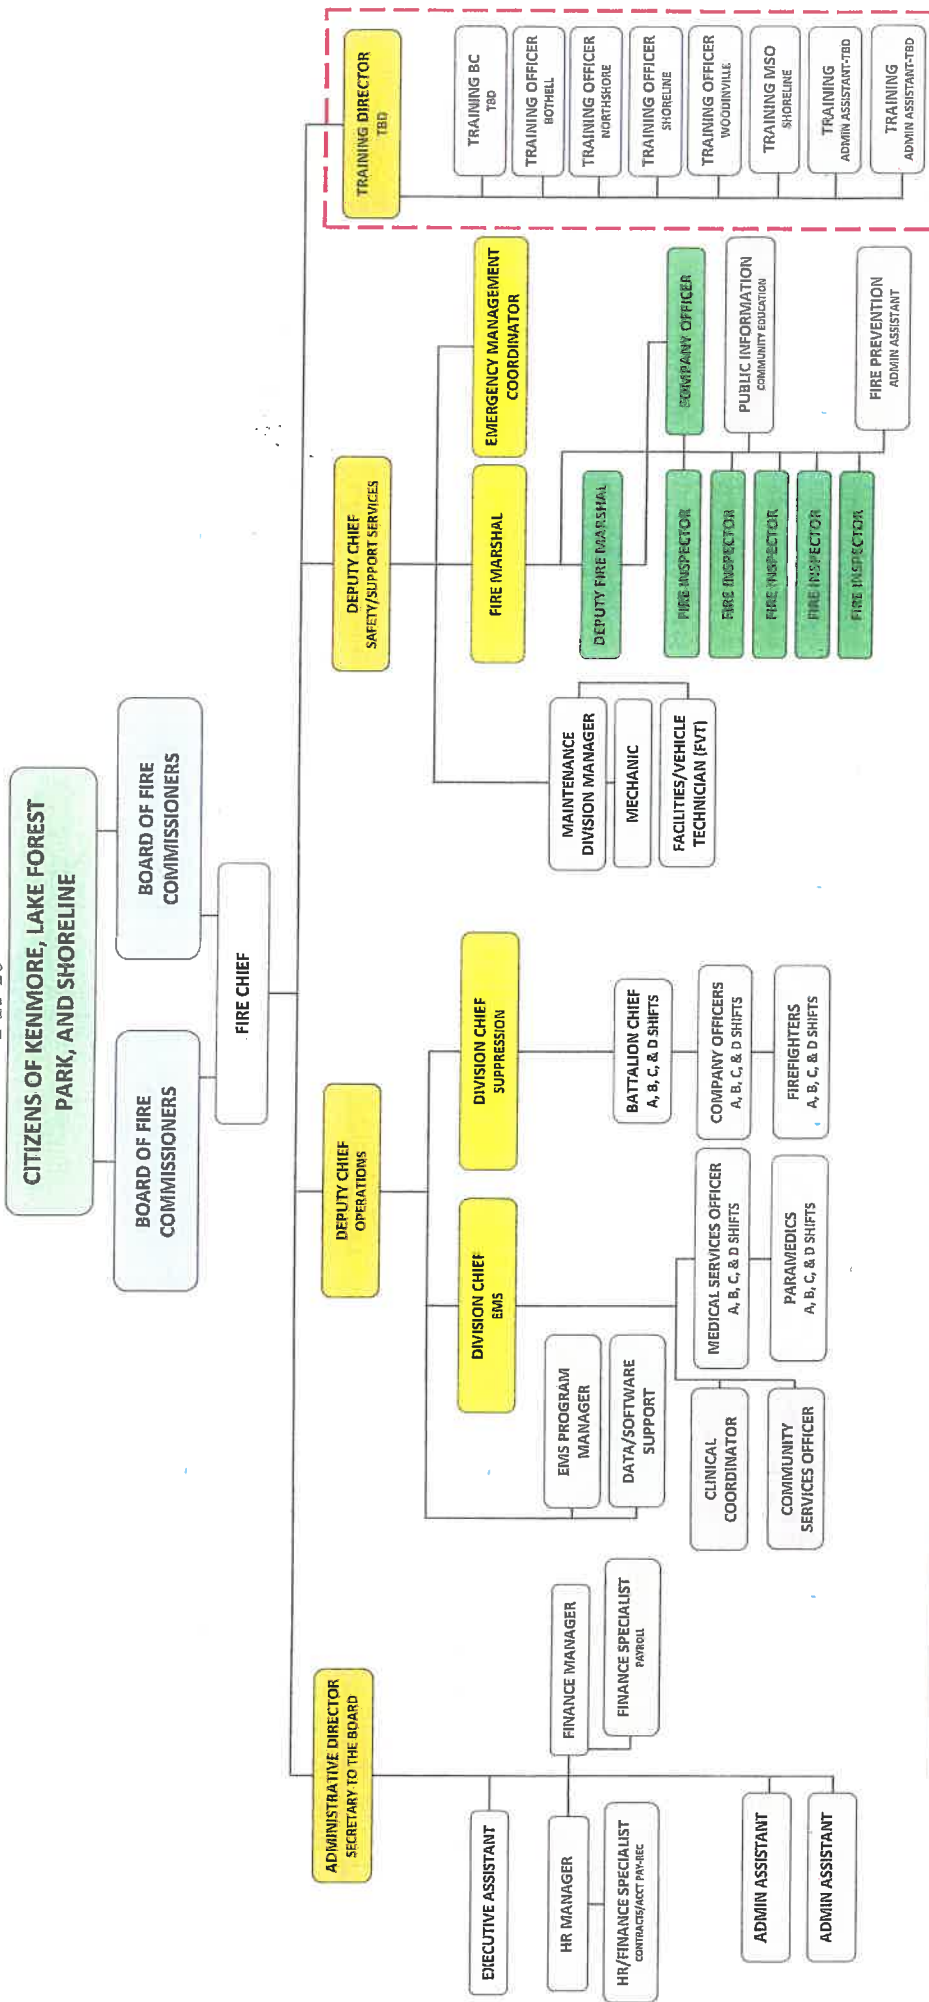 CITIZENS OF KENMORE, LAKE FOREST
PARK, AND SHORELINE
BOARD OF FIRE
COMMISSIONERS
BOARD OF FIRE
COMMISSIONERS
FIRE CHIEF
ADMINISTRATIVE DIRECTOR
SECRETARY TO THE BOARD
EXECUTIVE ASSISTANT
HR MANAGER
FINANCE MANAGER
HR/FINANCE SPECIALIST
CONTRACTS/ACCT PAY-REC
FINANCE SPECIALIST
PAYROLL
ADMIN ASSISTANT
ADMIN ASSISTANT
DEPUTY CHIEF
OPERATIONS
DIVISION CHIEF
EMS
DIVISION CHIEF
SUPPRESSION
EMS PROGRAM
MANAGER
DATA/SOFTWARE
SUPPORT
CLINICAL
COORDINATOR
COMMUNITY
SERVICES OFFICER
MEDICAL SERVICES OFFICER
A, B, C, & D SHIFTS
PARAMEDICS
A, B, C, & D SHIFTS
BATTALION CHIEF
A, B, C, & D SHIFTS
COMPANY OFFICERS
A, B, C, & D SHIFTS
FIREFIGHTERS
A, B, C, & D SHIFTS
DEPUTY CHIEF
SAFETY/SUPPORT SERVICES
FIRE MARSHAL
EMERGENCY MANAGEMENT
COORDINATOR
MAINTENANCE
DIVISION MANAGER
MECHANIC
FACILITIES/VEHICLE
TECHNICIAN (FVT)
DEPUTY FIRE MARSHAL
COMPANY OFFICER
FIRE INSPECTOR
FIRE INSPECTOR
FIRE INSPECTOR
FIRE INSPECTOR
FIRE INSPECTOR
PUBLIC INFORMATION
COMMUNITY EDUCATION
FIRE PREVENTION
ADMIN ASSISTANT
TRAINING DIRECTOR
TBD
TRAINING BC
TBD
TRAINING OFFICER
BOTHELL
TRAINING OFFICER
NORTHSHORE
TRAINING OFFICER
SHORELINE
TRAINING OFFICER
WOODINVILLE
TRAINING MSO
SHORELINE
TRAINING
ADMIN ASSISTANT-TBD
TRAINING
ADMIN ASSISTANT-TBD